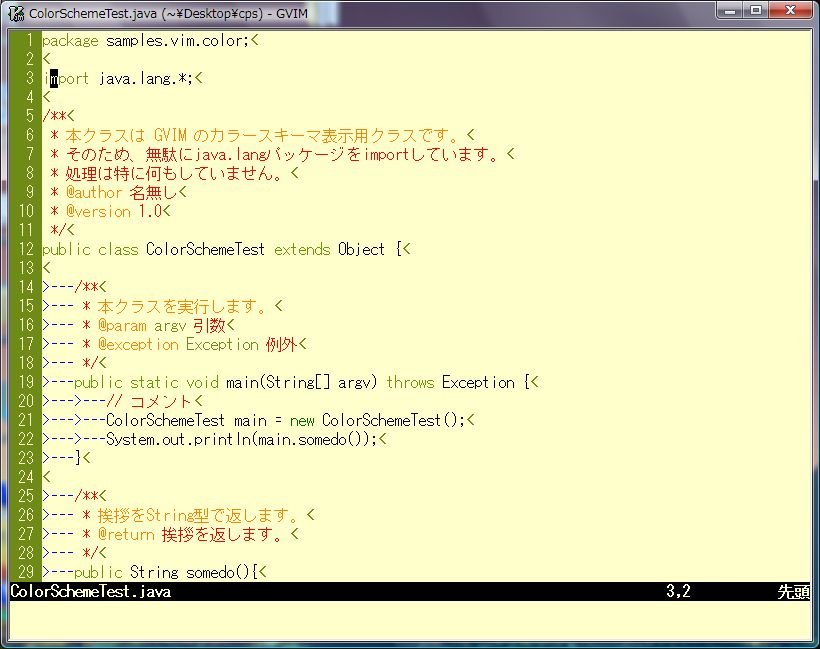 ColorSchemeTest.java (~¥Desktop¥cps) - GVIM
1 package samples.vim.color;<
2 <
3 import java.lang.*;<
4 <
5 /**<
6  * 本クラスは GVIM のカラースキーマ表示用クラスです。<
7  * そのため、無駄にjava.langパッケージをimportしています。<
8  * 処理は特に何もしていません。<
9  * @author 名無し<
10  * @version 1.0<
11  */<
12 public class ColorSchemeTest extends Object {<
13 <
14 >---/**<
15 >--- * 本クラスを実行します。<
16 >--- * @param argv 引数<
17 >--- * @exception Exception 例外<
18 >--- */<
19 >---public static void main(String[] argv) throws Exception {<
20 >--->---// コメント<
21 >--->---ColorSchemeTest main = new ColorSchemeTest();<
22 >--->---System.out.println(main.somedo());<
23 >---}<
24 <
25 >---/**<
26 >--- * 挨拶をString型で返します。<
27 >--- * @return 挨拶を返します。<
28 >--- */<
29 >---public String somedo(){<
ColorSchemeTest.java 3,2 先頭